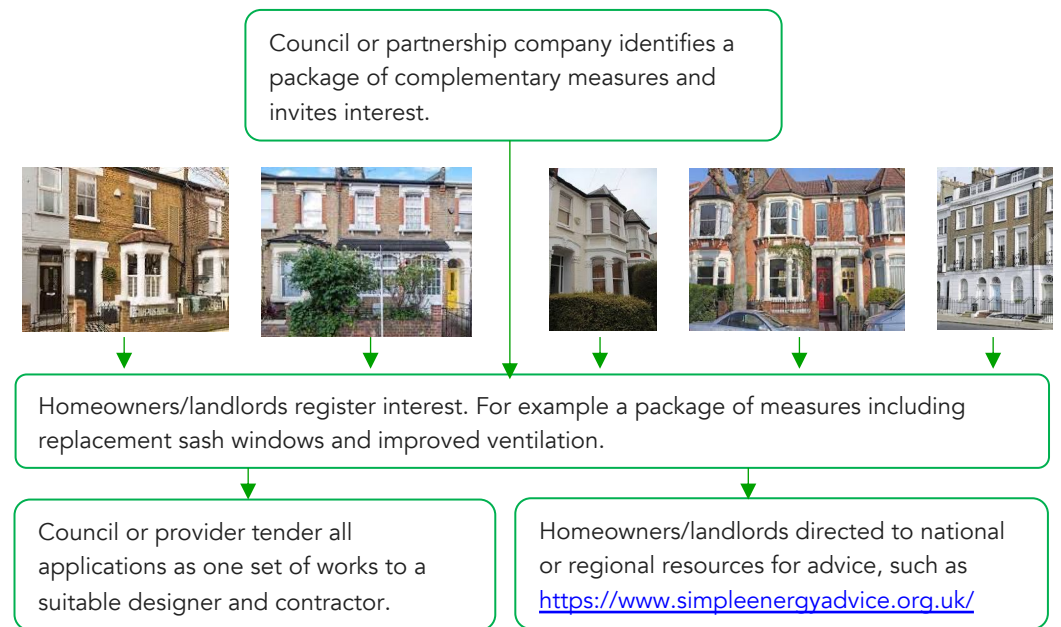 Council or partnership company identifies a
package of complementary measures and
invites interest.
Homeowners/landlords register interest. For example a package of measures including
replacement sash windows and improved ventilation.
Council or provider tender all
applications as one set of works to a
suitable designer and contractor.
Homeowners/landlords directed to national
or regional resources for advice, such as
https://www.simpleenergyadvice.org.uk/